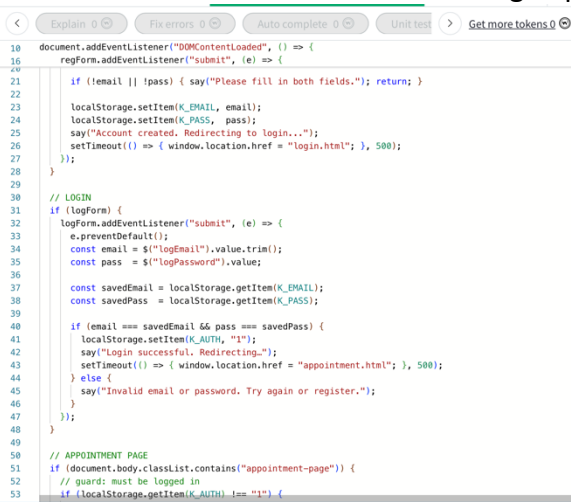 Explain 0
Fix errors 0
Auto complete 0
Unit test
Get more tokens 0
10 document.addEventListener("DOMContentLoaded", () => {
16 regForm.addEventListener("submit", (e) => {
20
21 if (!email || !pass) { say("Please fill in both fields."); return; }
22
23 localStorage.setItem(K_EMAIL, email);
24 localStorage.setItem(K_PASS, pass);
25 say("Account created. Redirecting to login...");
26 setTimeout(() => { window.location.href = "login.html"; }, 500);
27 });
28 }
29
30 // LOGIN
31 if (logForm) {
32 logForm.addEventListener("submit", (e) => {
33 e.preventDefault();
34 const email = $("logEmail").value.trim();
35 const pass = $("logPassword").value;
36
37 const savedEmail = localStorage.getItem(K_EMAIL);
38 const savedPass = localStorage.getItem(K_PASS);
39
40 if (email === savedEmail && pass === savedPass) {
41 localStorage.setItem(K_AUTH, "1");
42 say("Login successful. Redirecting…");
43 setTimeout(() => { window.location.href = "appointment.html"; }, 500);
44 } else {
45 say("Invalid email or password. Try again or register.");
46 }
47 });
48 }
49
50 // APPOINTMENT PAGE
51 if (document.body.classList.contains("appointment-page")) {
52 // guard: must be logged in
53 if (localStorage.getItem(K_AUTH) !== "1") {